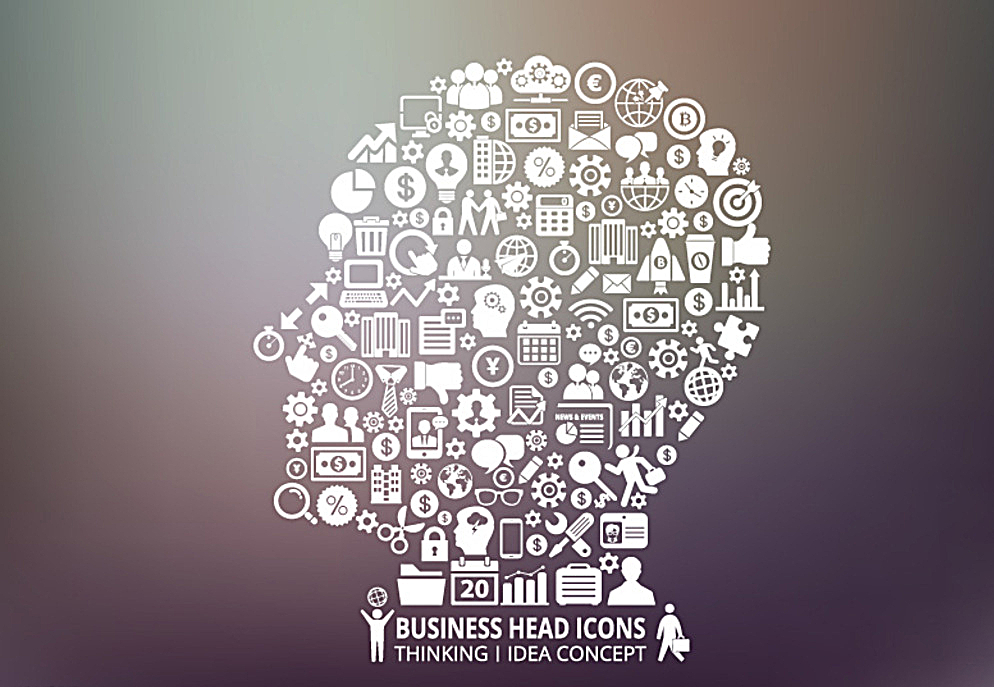 NEWS & EVENTS
20
BUSINESS HEAD ICONS
THINKING | IDEA CONCEPT